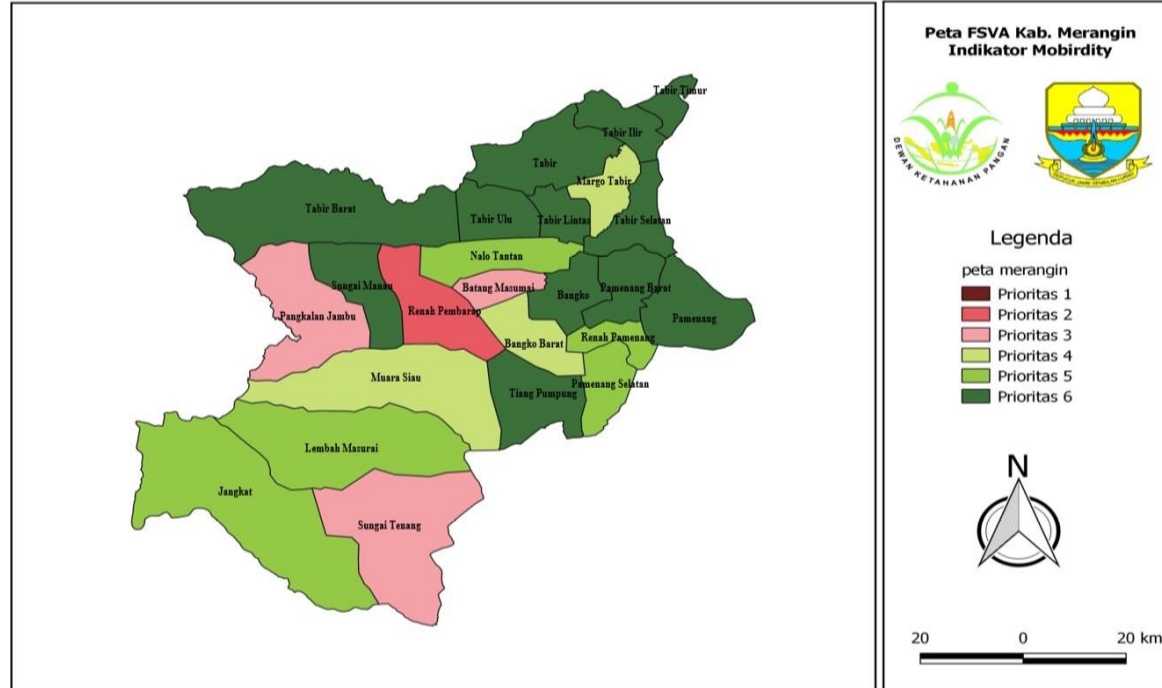 Tabir Timur
Tabir Ilir
Tabir
Margo Tabir
Tabir Barat
Tabir Ulu
Tabir Lintas
Tabir Selatan
Nalo Tantan
Sungai Manau
Batang Masumai
Bangko
Pamenang Barat
Pangkalan Jambu
Renah Pembarap
Pamenang
Bangko Barat
Renah Pamenang
Muara Siau
Tiang Pumpung
Pamenang Selatan
Lembah Masurai
Jangkat
Sungai Tenang
Peta FSVA Kab. Merangin
Indikator Mobirdity
DEWAN KETAHANAN PANGAN
Legenda
peta merangin
Prioritas 1
Prioritas 2
Prioritas 3
Prioritas 4
Prioritas 5
Prioritas 6
N
20 0 20 km